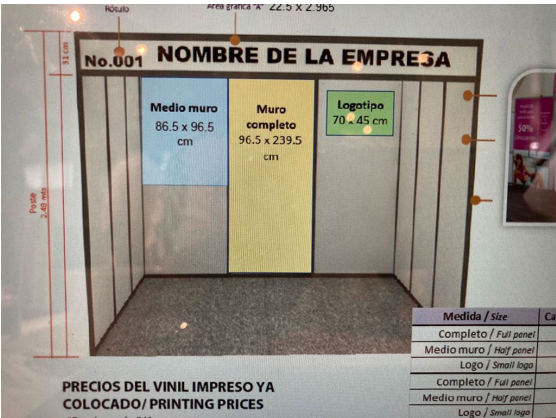 Rótulo
Área gráfica "A" 22.5 x 2.965
31 cm
No.001 NOMBRE DE LA EMPRESA
Medio muro
86.5 x 96.5
cm
Muro
completo
96.5 x 239.5
cm
Logotipo
70 x 45 cm
50%
Poste
2.48 mts
Medida / Size
Ca
Completo / Full panel
Medio muro / Half panel
Logo / Small logo
Completo / Full panel
Medio muro / Half panel
Logo / Small logo
PRECIOS DEL VINIL IMPRESO YA
COLOCADO/ PRINTING PRICES